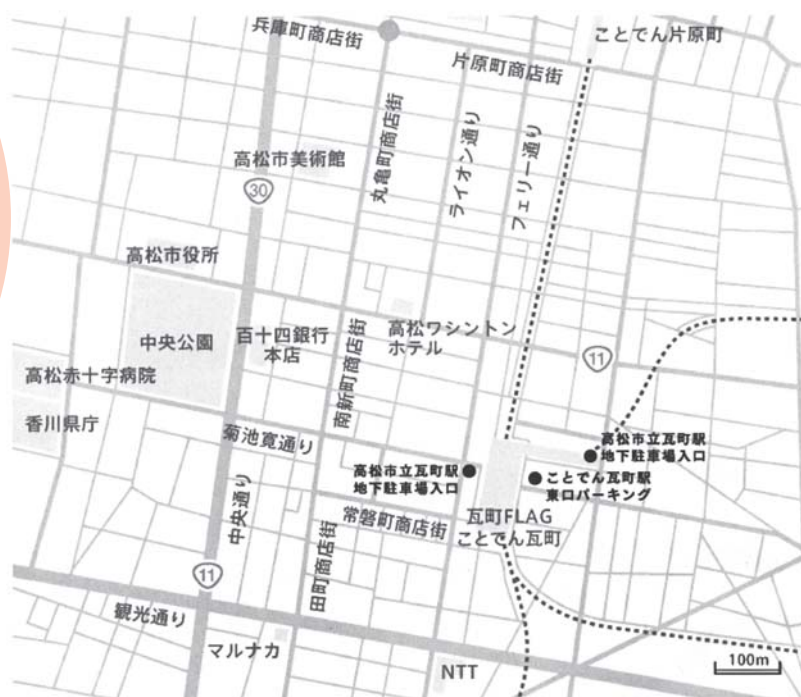 兵庫町商店街
ことでん片原町
片原町商店街
丸亀町商店街
ライオン通り
フェリー通り
高松市美術館
30
高松市役所
中央公園
百十四銀行
本店
南新町商店街
高松ワシントン
ホテル
11
高松赤十字病院
香川県庁
菊池寛通り
高松市立瓦町駅
地下駐車場入口
高松市立瓦町駅
地下駐車場入口
ことでん瓦町駅
東口パーキング
中央通り
常磐町商店街
瓦町FLAG
ことでん瓦町
田町商店街
11
観光通り
マルナカ
NTT
100m